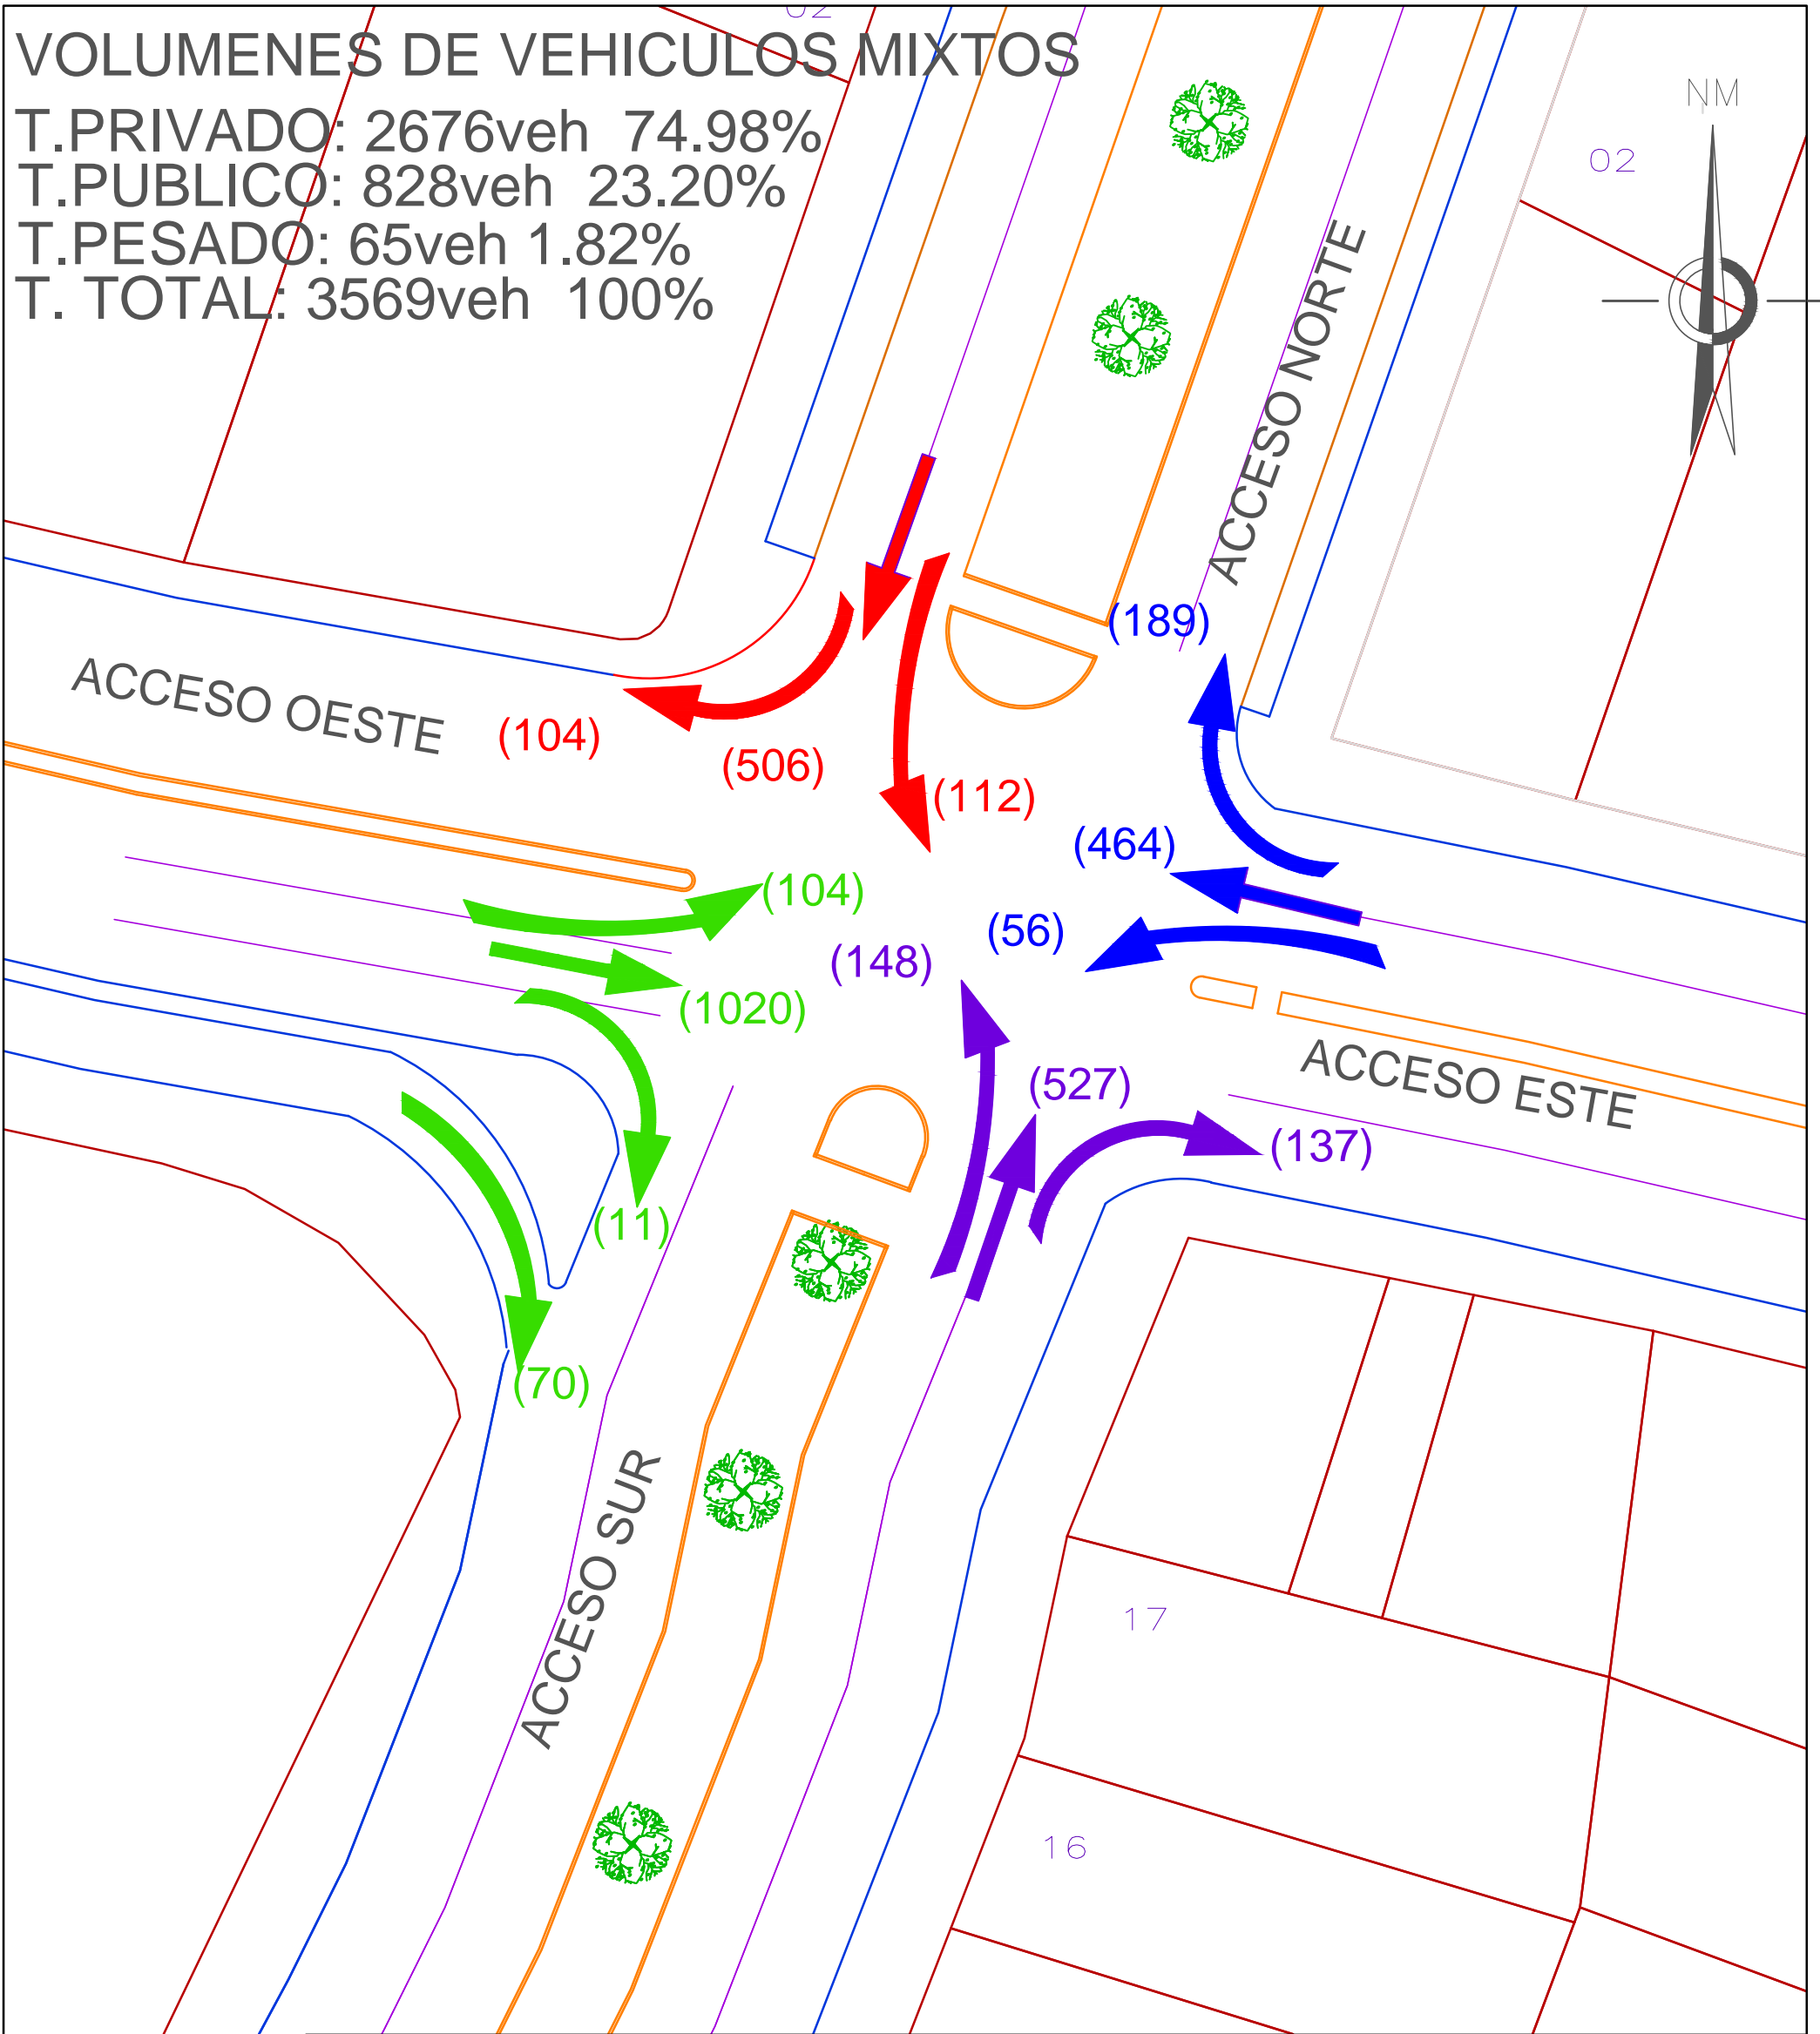 02
VOLUMENES DE VEHICULOS MIXTOS
T.PRIVADO: 2676veh 74.98%
T.PUBLICO: 828veh 23.20%
T.PESADO: 65veh 1.82%
T. TOTAL: 3569veh 100%
NM
02
ACCESO NORTE
(189)
ACCESO OESTE
(104)
(506)
(112)
(464)
(104)
(56)
(148)
(1020)
ACCESO ESTE
(527)
(137)
(11)
(70)
ACCESO SUR
17
16